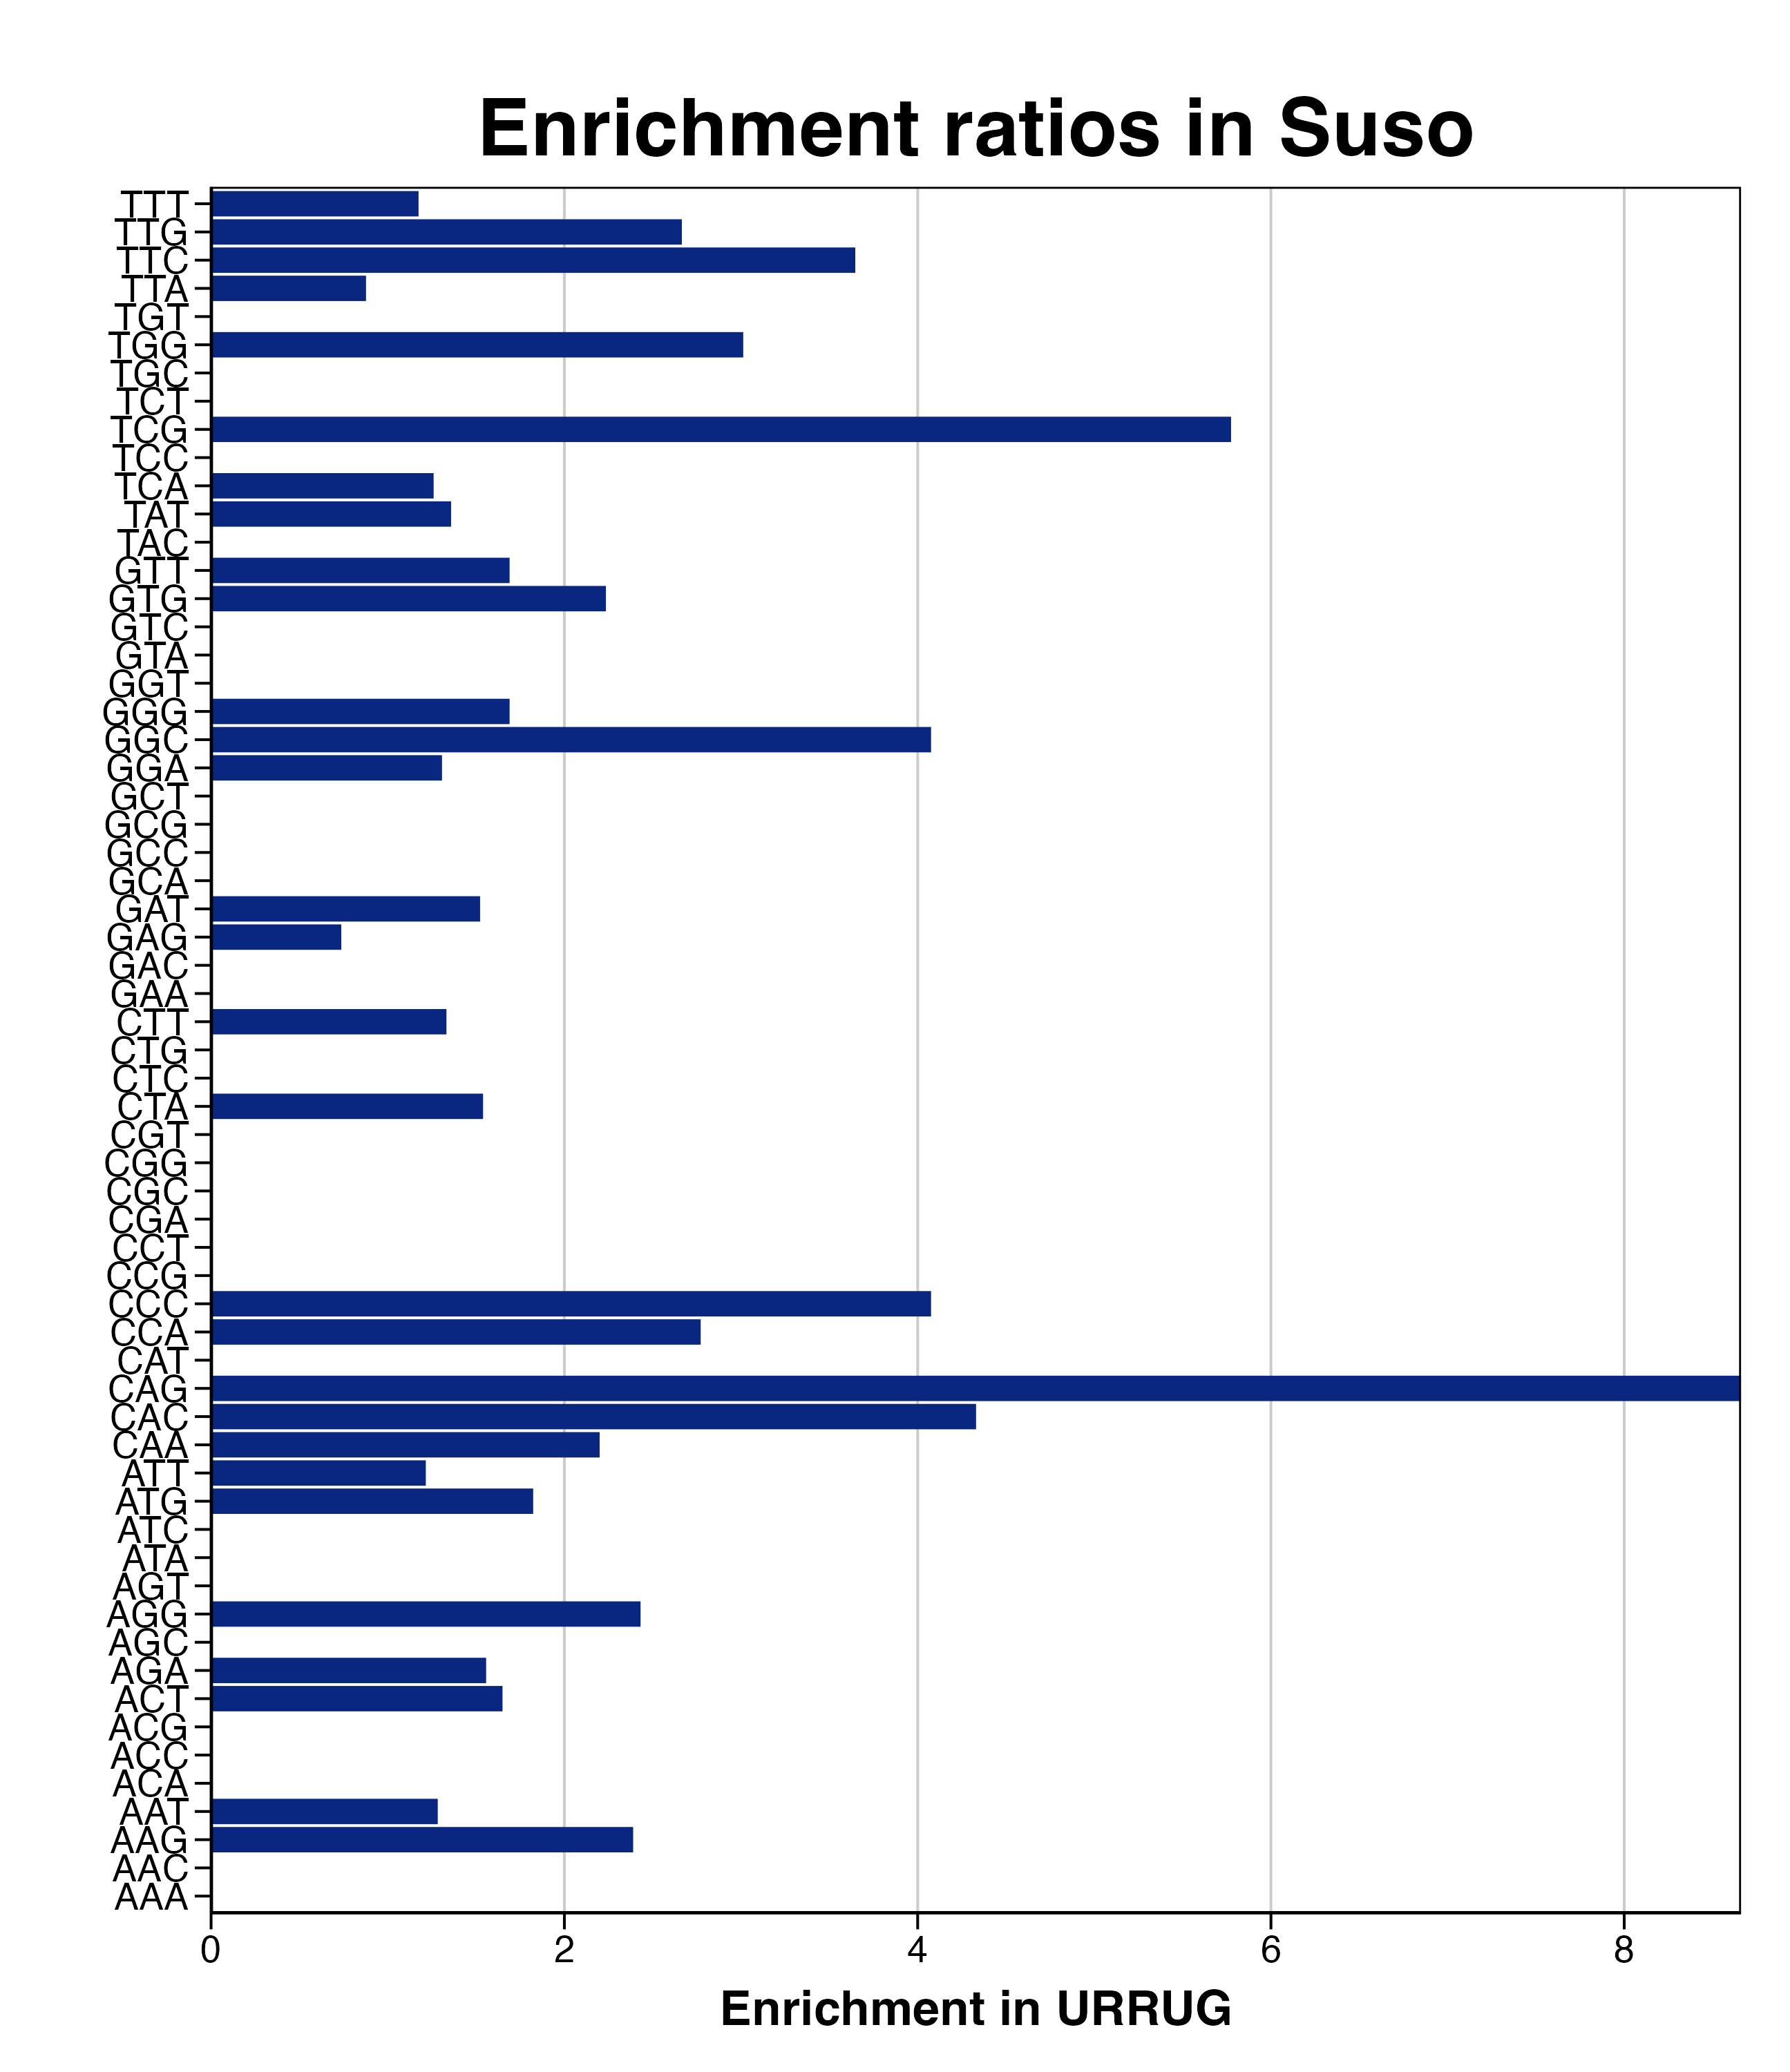 Enrichment ratios in Suso
TTT
TTG
TTC
TTA
TGT
TGG
TGC
TCT
TCG
TCC
TCA
TAT
TAC
GTT
GTG
GTC
GTA
GGT
GGG
GGC
GGA
GCT
GCG
GCC
GCA
GAT
GAG
GAC
GAA
CTT
CTG
CTC
CTA
CGT
CGG
CGC
CGA
CCT
CCG
CCC
CCA
CAT
CAG
CAC
CAA
ATT
ATG
ATC
ATA
AGT
AGG
AGC
AGA
ACT
ACG
ACC
ACA
AAT
AAG
AAC
AAA
0 2 4 6 8
Enrichment in URRUG